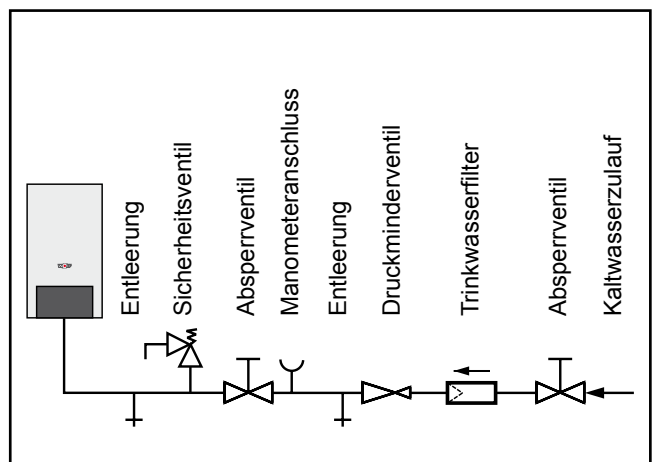 Entleerung
Sicherheitsventil
Absperrventil
Manometeranschluss
Entleerung
Druckminderventil
Trinkwasserfilter
Absperrventil
Kaltwasserzulauf